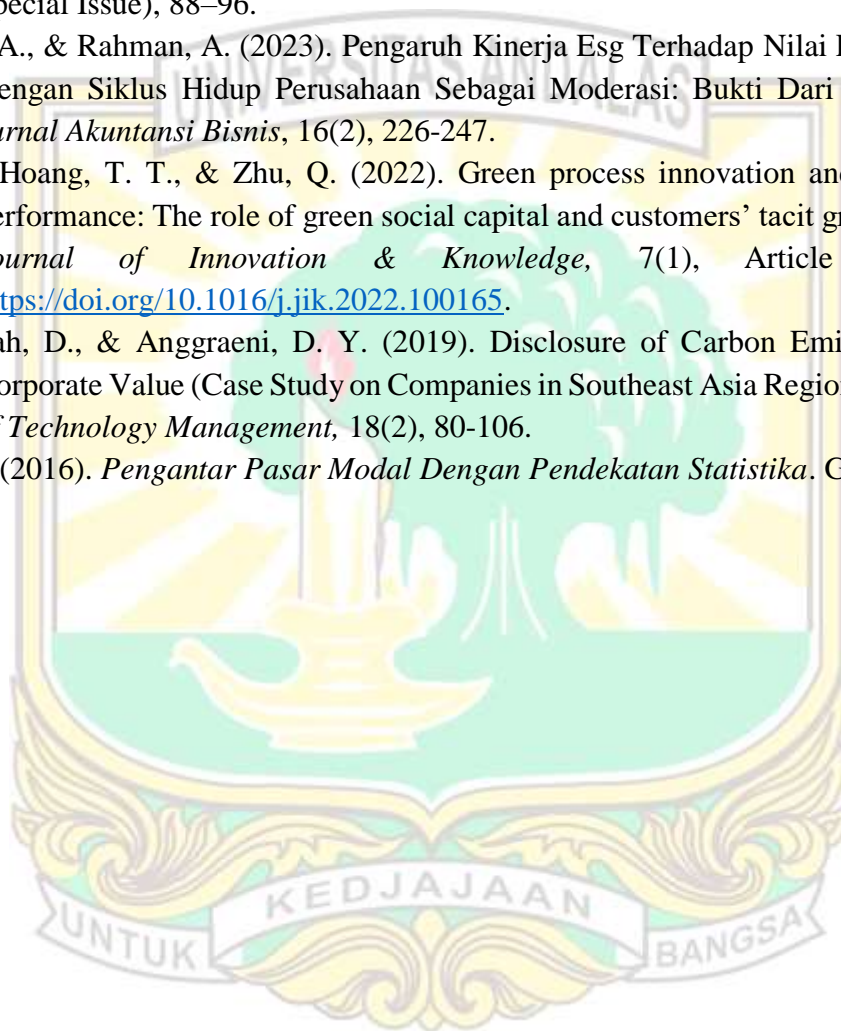 pecial Issue), 88–96.
A., & Rahman, A. (2023). Pengaruh Kinerja Esg Terhadap Nilai
engan Siklus Hidup Perusahaan Sebagai Moderasi: Bukti Dari
urnal Akuntansi Bisnis, 16(2), 226-247.
Hoang, T. T., & Zhu, Q. (2022). Green process innovation and
erformance: The role of green social capital and customers’ tacit gr
ournal of Innovation & Knowledge, 7(1), Article
ttps://doi.org/10.1016/j.jik.2022.100165.
ah, D., & Anggraeni, D. Y. (2019). Disclosure of Carbon Emi
orporate Value (Case Study on Companies in Southeast Asia Region
f Technology Management, 18(2), 80-106.
(2016). Pengantar Pasar Modal Dengan Pendekatan Statistika. G
UNIVERSITAS ANDALAS
UNTUK KEDJAJAAN BANGSA